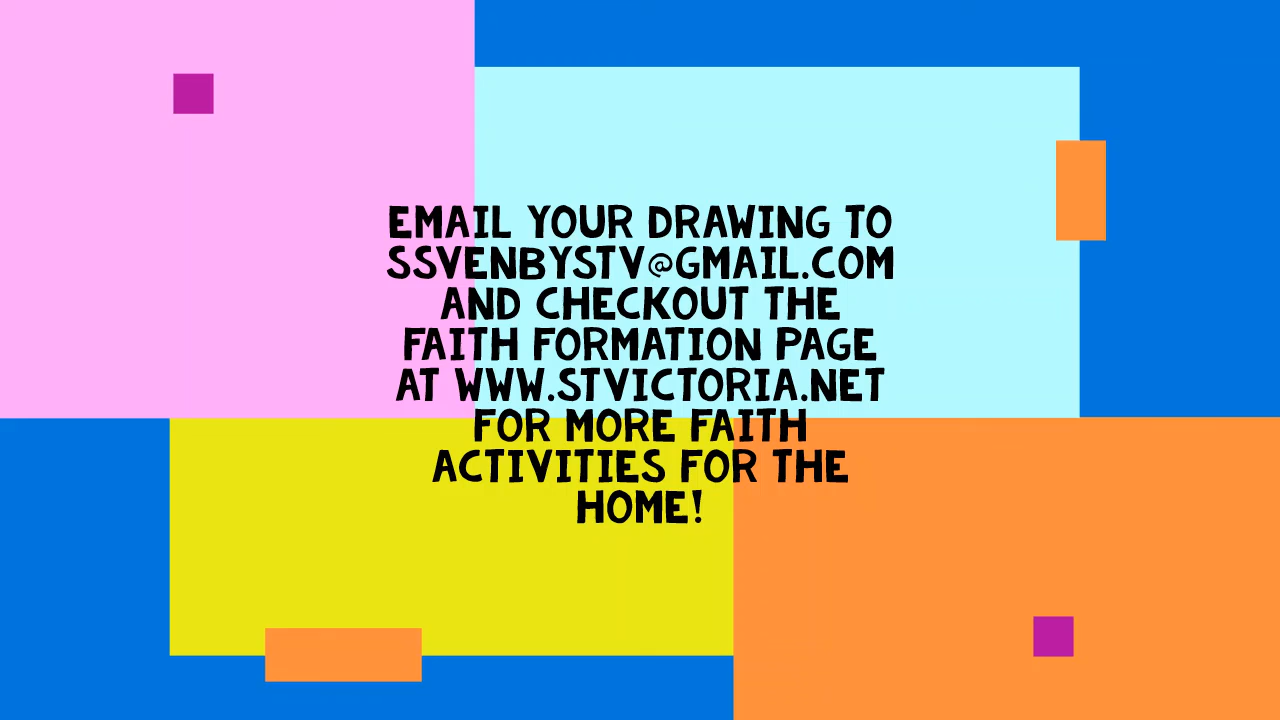 EMAIL YOUR DRAWING TO
SSVENBYSTV@GMAIL.COM
AND CHECKOUT THE
FAITH FORMATION PAGE
AT WWW.STVICTORIA.NET
FOR MORE FAITH
ACTIVITIES FOR THE
HOME!